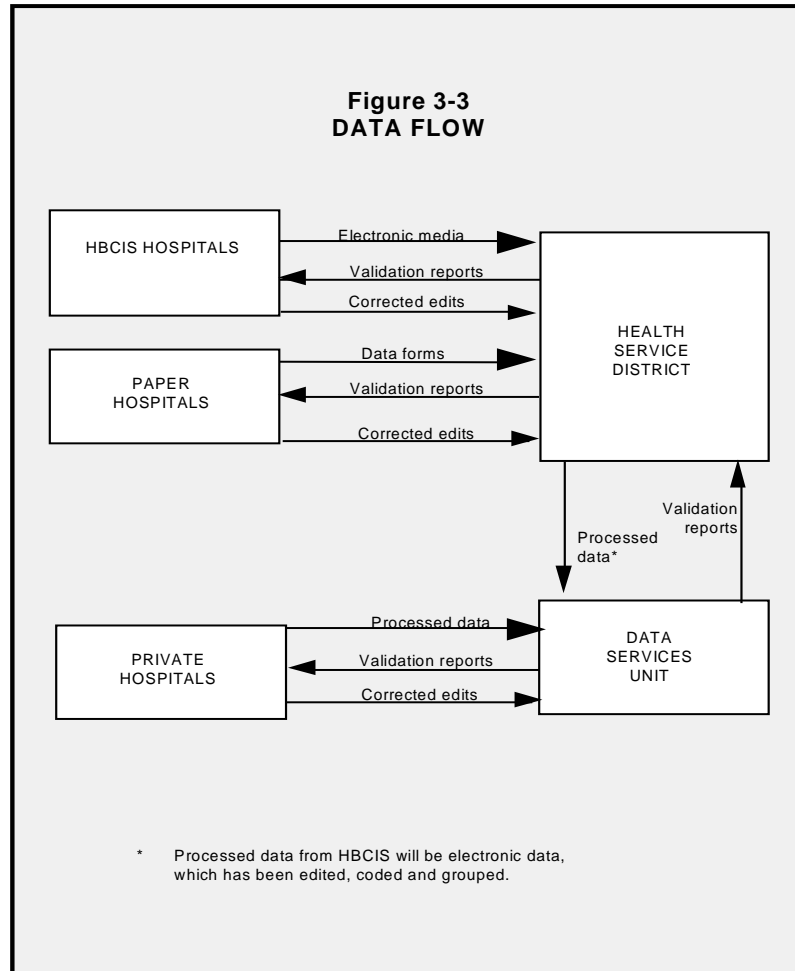 Figure 3-3
DATA FLOW
HBCIS HOSPITALS
Electronic media
Validation reports
Corrected edits
HEALTH
SERVICE
DISTRICT
PAPER
HOSPITALS
Data forms
Validation reports
Corrected edits
Processed
data*
Validation
reports
PRIVATE
HOSPITALS
Processed data
Validation reports
Corrected edits
DATA
SERVICES
UNIT
* Processed data from HBCIS will be electronic data,
which has been edited, coded and grouped.